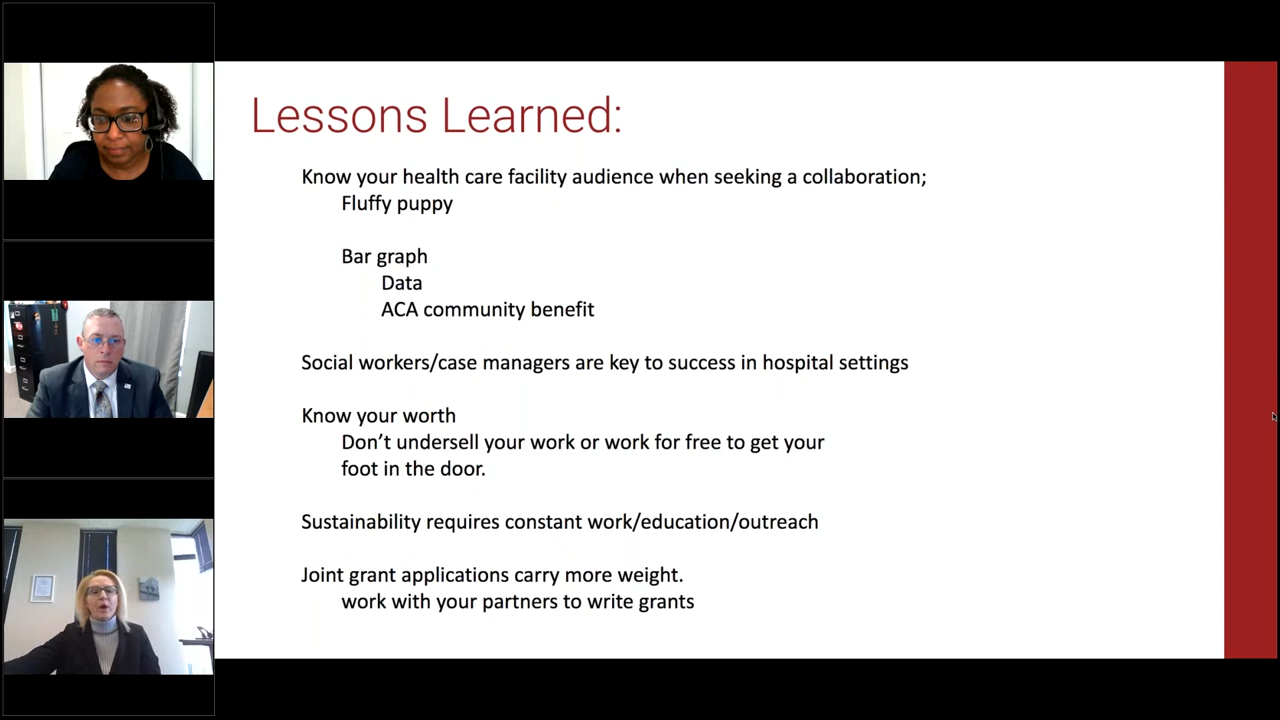 Lessons Learned:
Know your health care facility audience when seeking a collaboration;
Fluffy puppy
Bar graph
Data
ACA community benefit
Social workers/case managers are key to success in hospital settings
Know your worth
Don’t undersell your work or work for free to get your
foot in the door.
Sustainability requires constant work/education/outreach
Joint grant applications carry more weight.
work with your partners to write grants